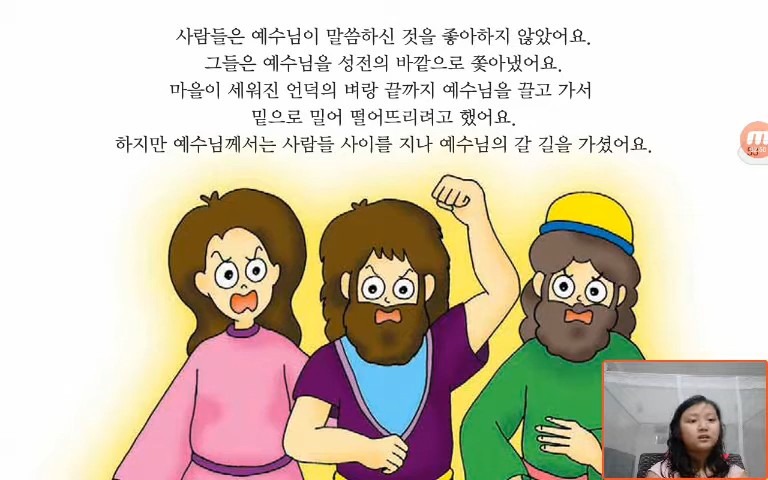 사람들은 예수님이 말씀하신 것을 좋아하지 않았어요.
그들은 예수님을 성전의 바깥으로 쫓아냈어요.
마을이 세워진 언덕의 벼랑 끝까지 예수님을 끌고 가서
밑으로 밀어 떨어뜨리려고 했어요.
하지만 예수님께서는 사람들 사이를 지나 예수님의 갈 길을 가셨어요.